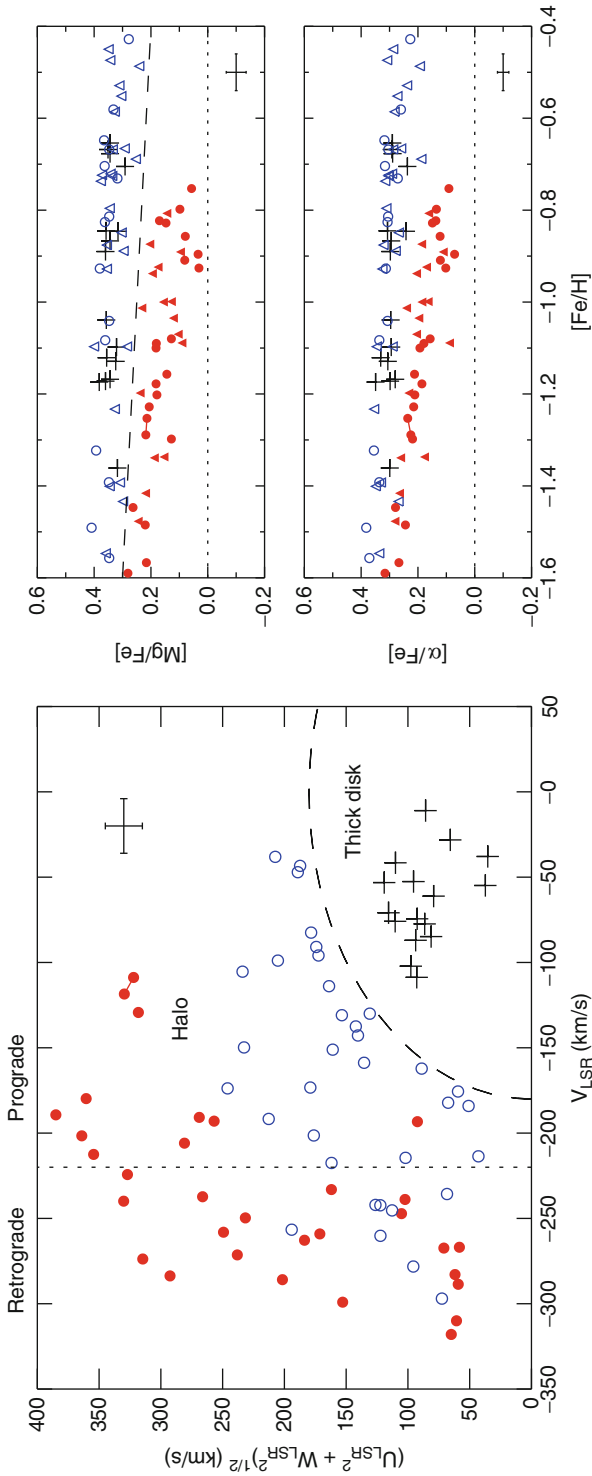 Retrograde Prograde
400
350
300
250
200
150
100
50
0
Halo
Thick disk
(U_LSR² + W_LSR²)^1/2 (km/s)
−350 −300 −250 −200 −150 −100 −50 −0 50
V_LSR (km/s)
0.6
0.4
0.2
0.0
−0.2
[Mg/Fe]
0.6
0.4
0.2
0.0
−0.2
[α/Fe]
−1.6 −1.4 −1.2 −1.0 −0.8 −0.6 −0.4
[Fe/H]